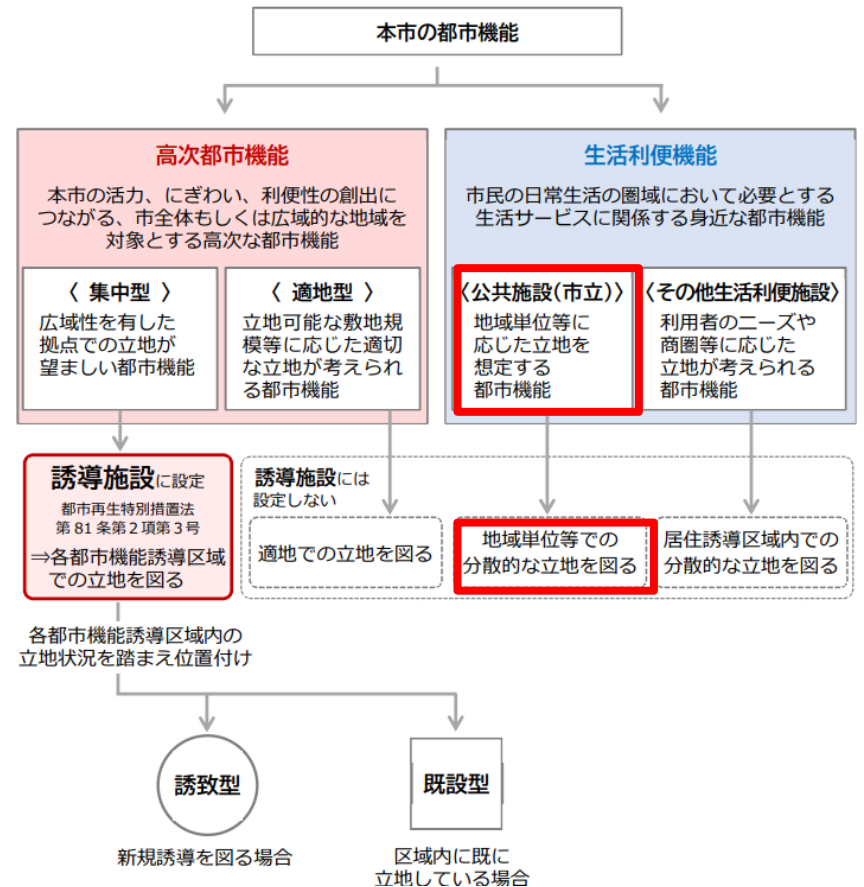 本市の都市機能
高次都市機能
本市の活力、にぎわい、利便性の創出に
つながる、市全体もしくは広域的な地域を
対象とする高次な都市機能
〈 集中型 〉
広域性を有した
拠点での立地が
望ましい都市機能
〈 適地型 〉
立地可能な敷地規
模等に応じた適切
な立地が考えられ
る都市機能
生活利便機能
市民の日常生活の圏域において必要とする
生活サービスに関係する身近な都市機能
〈公共施設(市立)〉
地域単位等に
応じた立地を
想定する
都市機能
〈その他生活利便施設〉
利用者のニーズや
商圏等に応じた
立地が考えられる
都市機能
誘導施設に設定
都市再生特別措置法
第 81 条第2項第3号
⇒各都市機能誘導区域
での立地を図る
誘導施設には
設定しない
適地での立地を図る
地域単位等での
分散的な立地を図る
居住誘導区域内での
分散的な立地を図る
各都市機能誘導区域内の
立地状況を踏まえ位置付け
誘致型
新規誘導を図る場合
既設型
区域内に既に
立地している場合